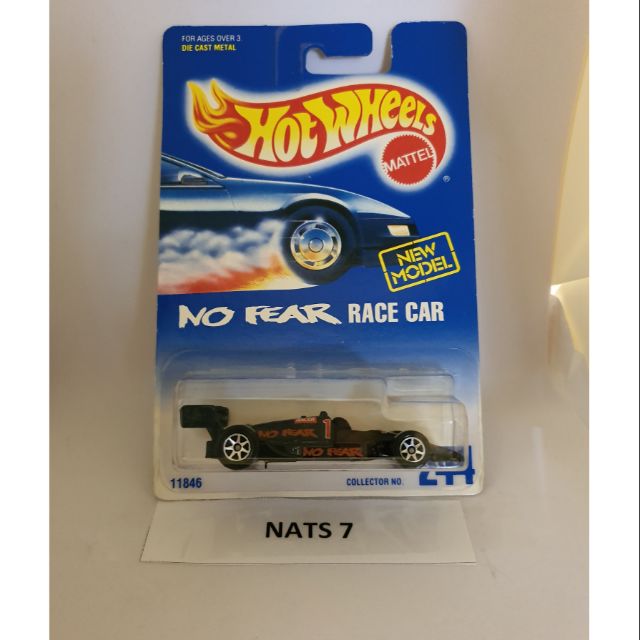 FOR AGES OVER 3
DIE CAST METAL
HOT WHEELS
MATTEL
®
NEW
MODEL
NO FEAR RACE CAR
NO FEAR 1
NO FEAR
11846
COLLECTOR NO.
NATS 7